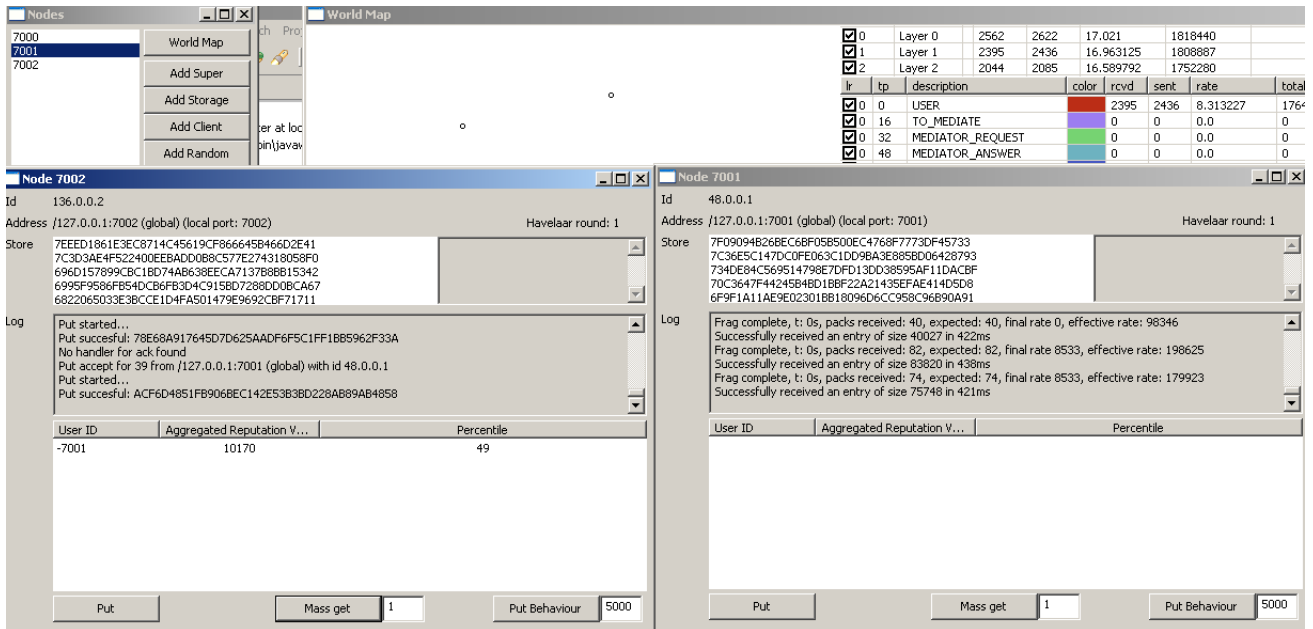 Nodes
7000
7001
7002
World Map
Add Super
Add Storage
Add Client
Add Random
ch Pro
ter at loc
bin\javaw
World Map
0 Layer 0 2562 2622 17.021 1818440
1 Layer 1 2395 2436 16.963125 1808887
2 Layer 2 2044 2085 16.589792 1752280
lr tp description color rcvd sent rate total
0 0 USER 2395 2436 8.313227 1764
0 16 TO_MEDIATE 0 0 0.0 0
0 32 MEDIATOR_REQUEST 0 0 0.0 0
0 48 MEDIATOR_ANSWER 0 0 0.0 0
Node 7002
Id 136.0.0.2
Address /127.0.0.1:7002 (global) (local port: 7002) Havelaar round: 1
Store
7EEED1861E3EC8714C45619CF866645B466D2E41
7C3D3AE4F522400EEBADD0B8C577E274318058F0
696D157899CBC1BD74AB638EECA7137B8BB15342
6995F9586FB54DCB6FB3D4C915BD7288DD0BCA67
6822065033E3BCCE1D4FA501479E9692CBF71711
Log
Put started...
Put succesful: 78E68A917645D7D625AADF6F5C1FF1BB5962F33A
No handler for ack found
Put accept for 39 from /127.0.0.1:7001 (global) with id 48.0.0.1
Put started...
Put succesful: ACF6D4851FB906BEC142E53B3BD228AB89AB4858
User ID Aggregated Reputation V... Percentile
-7001 10170 49
Put Mass get 1 Put Behaviour 5000
Node 7001
Id 48.0.0.1
Address /127.0.0.1:7001 (global) (local port: 7001) Havelaar round: 1
Store
7F09094B26BEC6BF05B500EC4768F7773DF45733
7C36E5C147DC0FE063C1DD9BA3E885BD06428793
734DE84C569514798E7DFD13DD38595AF11DACBF
70C3647F44245B4BD1BBF22A21435EFAE414D5D8
6F9F1A11AE9E02301BB18096D6CC958C96B90A91
Log
Frag complete, t: 0s, packs received: 40, expected: 40, final rate 0, effective rate: 98346
Successfully received an entry of size 40027 in 422ms
Frag complete, t: 0s, packs received: 82, expected: 82, final rate 8533, effective rate: 198625
Successfully received an entry of size 83820 in 438ms
Frag complete, t: 0s, packs received: 74, expected: 74, final rate 8533, effective rate: 179923
Successfully received an entry of size 75748 in 421ms
User ID Aggregated Reputation V... Percentile
Put Mass get 1 Put Behaviour 5000